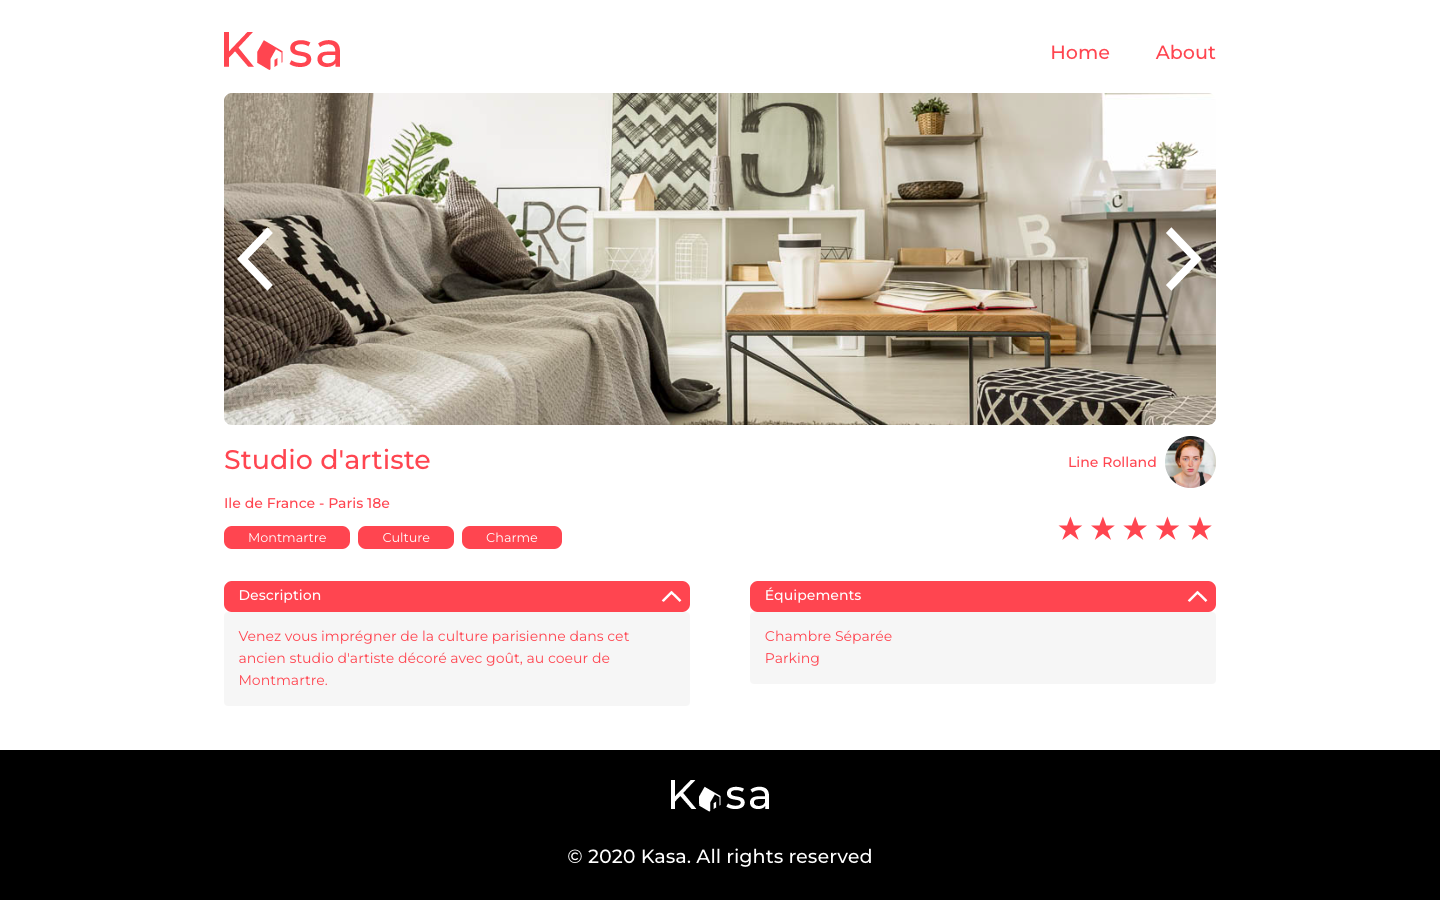 Kasa
Home
About
C
RE
C
B
Studio d'artiste
Line Rolland
Ile de France - Paris 18e
Montmartre
Culture
Charme
Description
Venez vous imprégner de la culture parisienne dans cet
ancien studio d'artiste décoré avec goût, au coeur de
Montmartre.
Équipements
Chambre Séparée
Parking
Kasa
© 2020 Kasa. All rights reserved